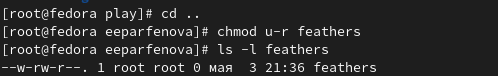 [root@fedora play]# cd ..
[root@fedora eeparfenova]# chmod u-r feathers
[root@fedora eeparfenova]# ls -l feathers
--w-rw-r--. 1 root root 0 мая  3 21:36 feathers